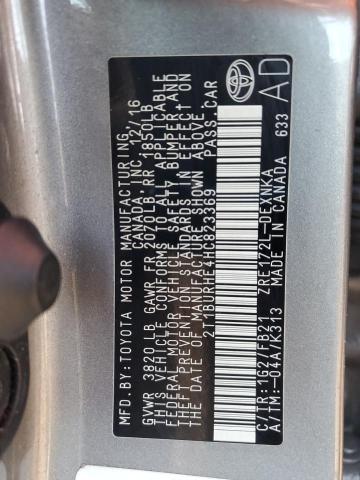 MFD.BY:TOYOTA MOTOR MANUFACTURING
CANADA, INC. 12/16
GVWR 3820LB GAWR FR 2070LB RR 1850LB
THIS VEHICLE CONFORMS TO ALL APPLICABLE
FEDERAL MOTOR VEHICLE SAFETY, BUMPER AND
THEFT PREVENTION STANDARDS IN EFFECT ON
THE DATE OF MANUFACTURE SHOWN ABOVE.
2T1BURHE4HC823369 PASS.CAR
C/TR:1G2/FB21 ZRE172L-DEXNKA
A/TM:-04A/K313 MADE IN CANADA 633
AD